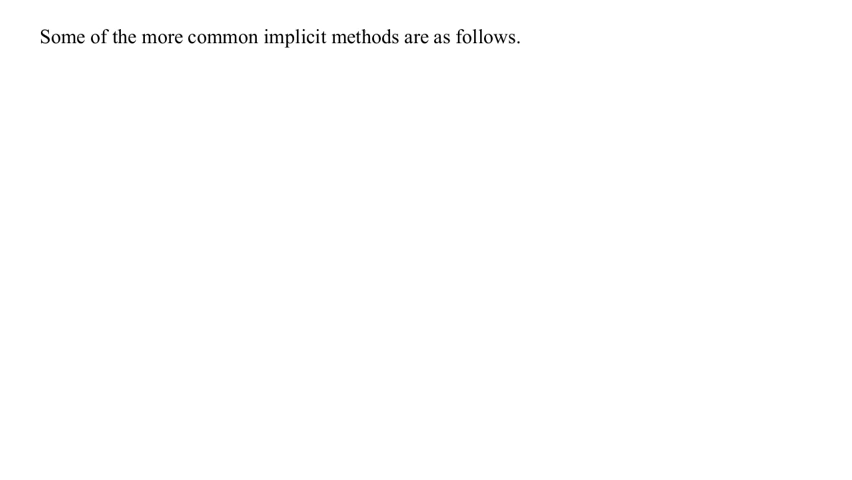 Some of the more common implicit methods are as follows.